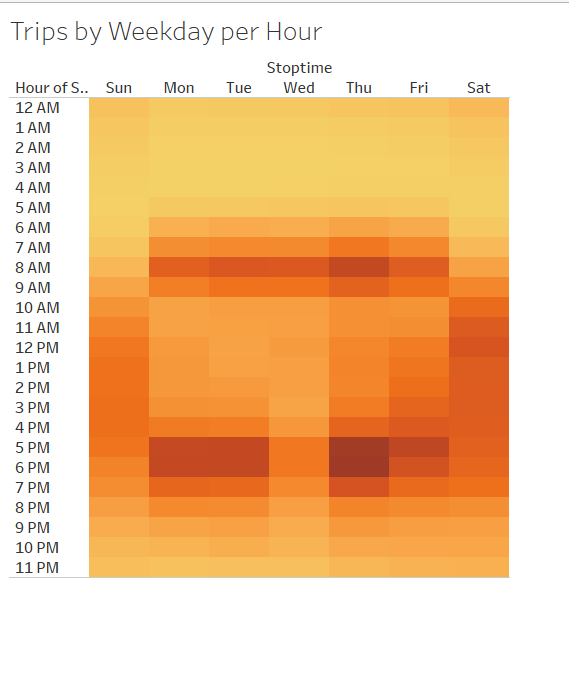 Trips by Weekday per Hour
Stoptime
Hour of S.. Sun Mon Tue Wed Thu Fri Sat
12 AM
1 AM
2 AM
3 AM
4 AM
5 AM
6 AM
7 AM
8 AM
9 AM
10 AM
11 AM
12 PM
1 PM
2 PM
3 PM
4 PM
5 PM
6 PM
7 PM
8 PM
9 PM
10 PM
11 PM